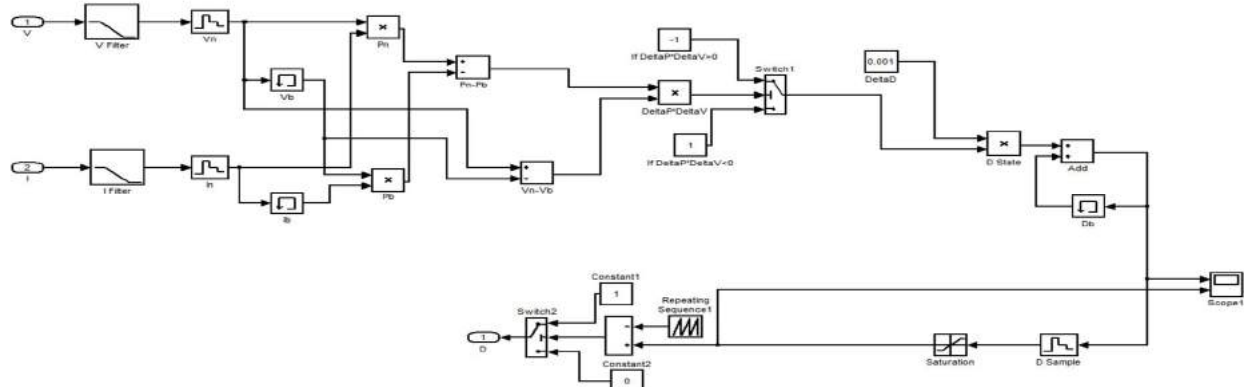 1
V
V Filter
Vn
Vb
×
Pn
+
−
Pn-Pb
-1
If DeltaP*DeltaV>0
Switch1
0.001
DeltaD
×
DeltaP*DeltaV
1
If DeltaP*DeltaV<0
2
I
I Filter
In
Ib
×
Pb
+
−
Vn-Vb
×
D State
+
+
Add
Db
Scope1
Constant1
1
Repeating
Sequence1
Switch2
1
D
−
+
Constant2
0
Saturation
D Sample